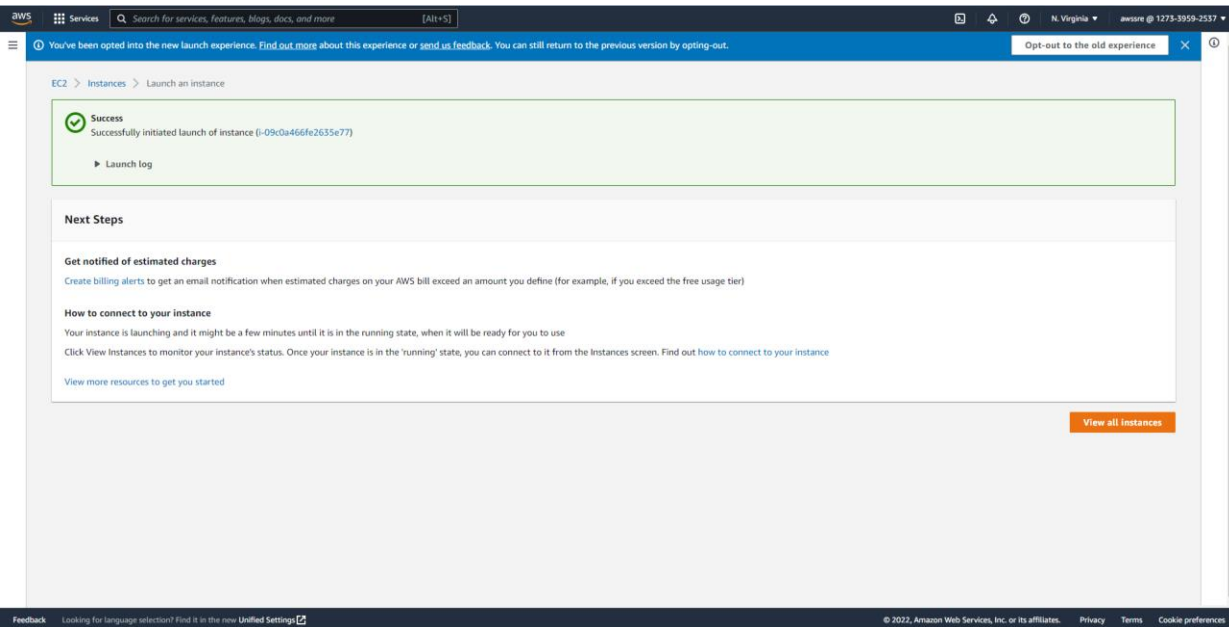 aws Services Search for services, features, blogs, docs, and more [Alt+S] N. Virginia awssre @ 1273-3959-2537
You've been opted into the new launch experience. Find out more about this experience or send us feedback. You can still return to the previous version by opting-out. Opt-out to the old experience
EC2 > Instances > Launch an instance
Success
Successfully initiated launch of instance (i-09c0a466fe2635e77)
Launch log
Next Steps
Get notified of estimated charges
Create billing alerts to get an email notification when estimated charges on your AWS bill exceed an amount you define (for example, if you exceed the free usage tier)
How to connect to your instance
Your instance is launching and it might be a few minutes until it is in the running state, when it will be ready for you to use
Click View Instances to monitor your instance's status. Once your instance is in the 'running' state, you can connect to it from the Instances screen. Find out how to connect to your instance
View more resources to get you started
View all instances
Feedback Looking for language selection? Find it in the new Unified Settings © 2022, Amazon Web Services, Inc. or its affiliates. Privacy Terms Cookie preferences